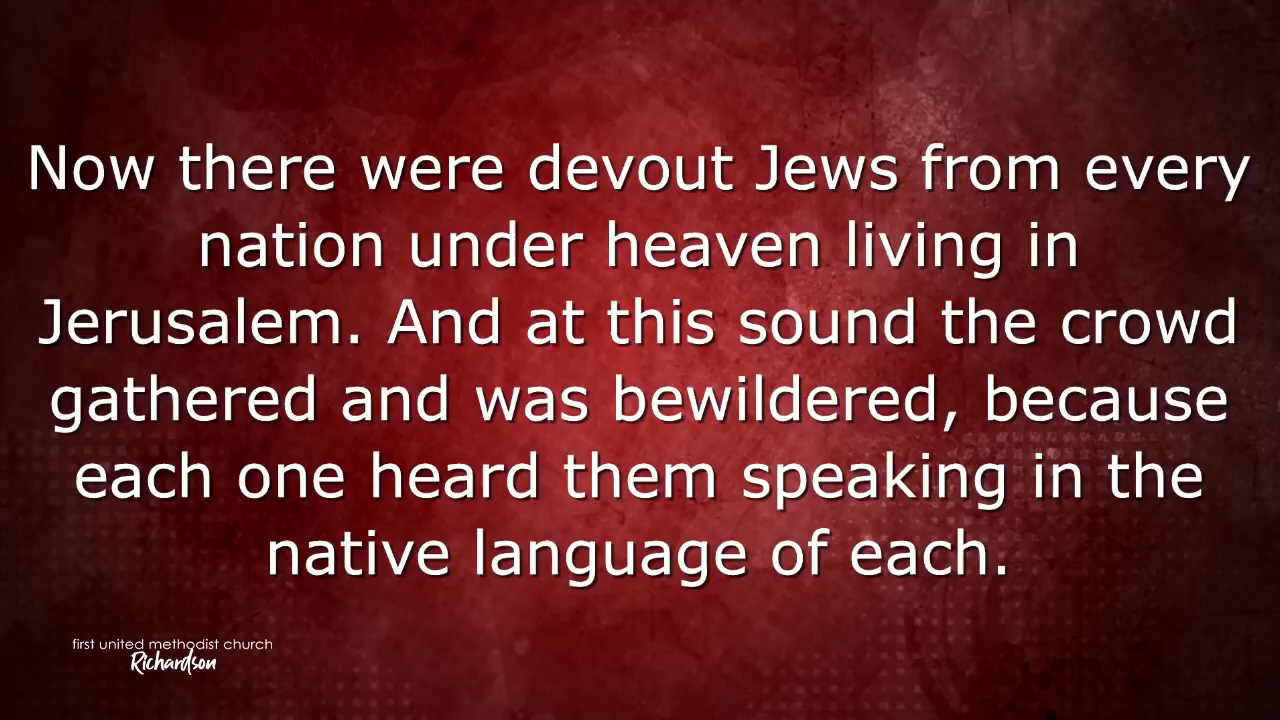 Now there were devout Jews from every
nation under heaven living in
Jerusalem. And at this sound the crowd
gathered and was bewildered, because
each one heard them speaking in the
native language of each.
first united methodist church
Richardson